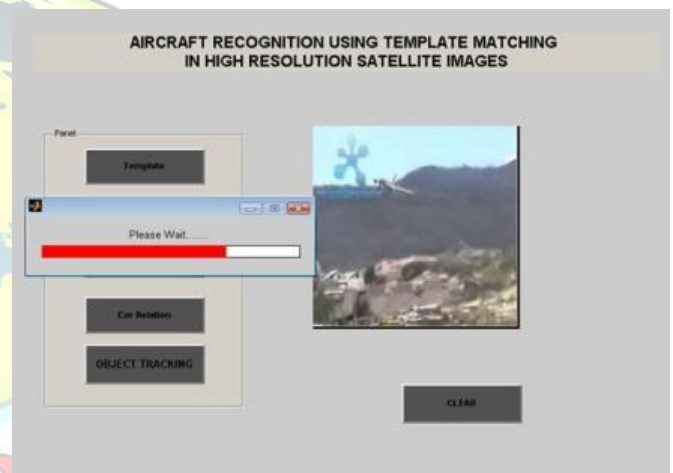 AIRCRAFT RECOGNITION USING TEMPLATE MATCHING
IN HIGH RESOLUTION SATELLITE IMAGES
Panel
Template
Please Wait.......
Cor Relation
OBJECT TRACKING
CLEAR